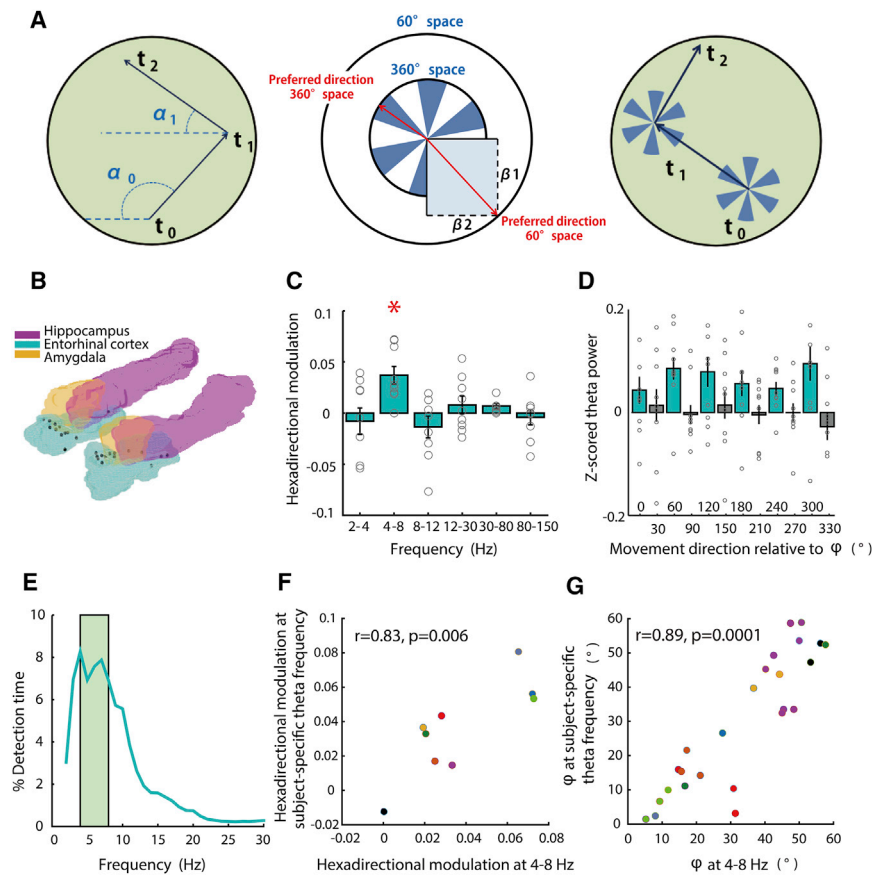 A
t2
α1
t1
α0
t0
60° space
360° space
Preferred direction
360° space
β1
β2
Preferred direction
60° space
t2
t1
t0
B
Hippocampus
Entorhinal cortex
Amygdala
C
Hexadirectional modulation
0.1
0.05
0
-0.05
-0.1
*
2-4 4-8 8-12 12-30 30-80 80-150
Frequency (Hz)
D
Z-scored theta power
0.2
0
-0.2
0 60 120 180 240 300
30 90 150 210 270 330
Movement direction relative to φ (°)
E
% Detection time
10
8
6
4
2
0
0 5 10 15 20 25 30
Frequency (Hz)
F
Hexadirectional modulation at
subject-specific theta frequency
r=0.83, p=0.006
0.1
0.08
0.06
0.04
0.02
0
-0.02
-0.02 0 0.02 0.04 0.06 0.08
Hexadirectional modulation at 4-8 Hz
G
φ at subject-specific
theta frequency (°)
r=0.89, p=0.0001
60
50
40
30
20
10
0
0 10 20 30 40 50 60
φ at 4-8 Hz (°)